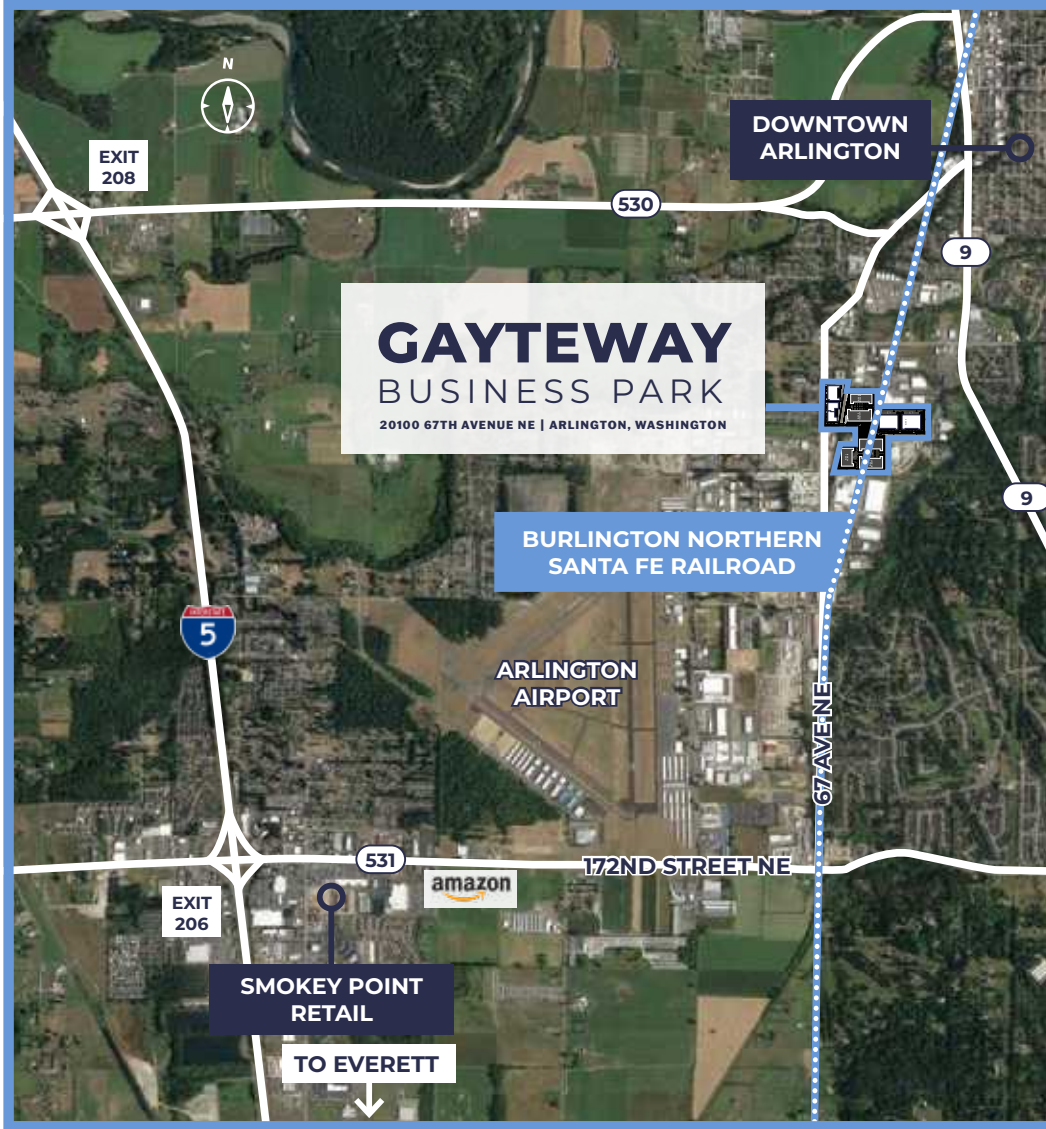 N
EXIT
208
DOWNTOWN
ARLINGTON
530
9
GAYTEWAY
BUSINESS PARK
20100 67TH AVENUE NE | ARLINGTON, WASHINGTON
9
BURLINGTON NORTHERN
SANTA FE RAILROAD
INTERSTATE
5
ARLINGTON
AIRPORT
67 AVE NE
531
172ND STREET NE
amazon
EXIT
206
SMOKEY POINT
RETAIL
TO EVERETT